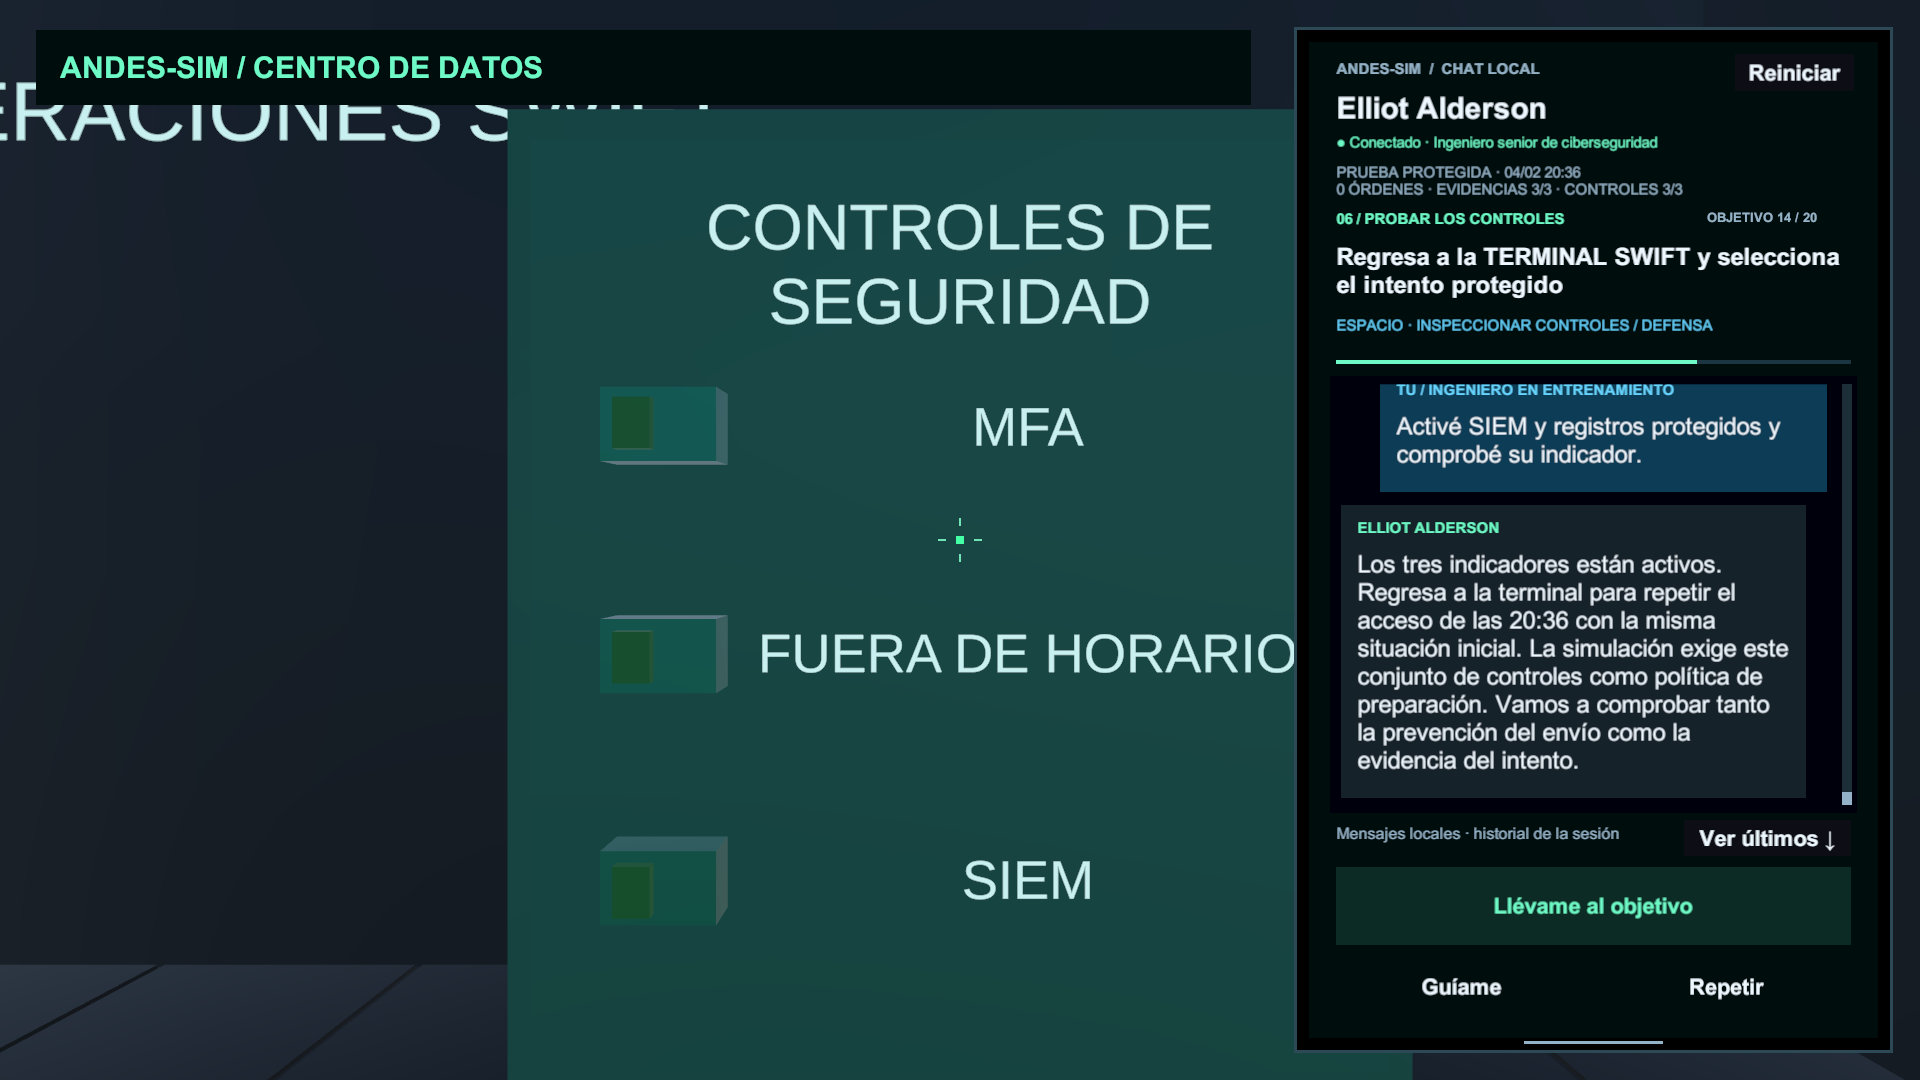 ANDES-SIM / CENTRO DE DATOS
CONTROLES DE
SEGURIDAD
MFA
FUERA DE HORARIO
SIEM
ANDES-SIM / CHAT LOCAL
Reiniciar
Elliot Alderson
● Conectado · Ingeniero senior de ciberseguridad
PRUEBA PROTEGIDA · 04/02 20:36
0 ÓRDENES · EVIDENCIAS 3/3 · CONTROLES 3/3
06 / PROBAR LOS CONTROLES
OBJETIVO 14 / 20
Regresa a la TERMINAL SWIFT y selecciona
el intento protegido
ESPACIO · INSPECCIONAR CONTROLES / DEFENSA
TÚ / INGENIERO EN ENTRENAMIENTO
Activé SIEM y registros protegidos y
comprobé su indicador.
ELLIOT ALDERSON
Los tres indicadores están activos.
Regresa a la terminal para repetir el
acceso de las 20:36 con la misma
situación inicial. La simulación exige este
conjunto de controles como política de
preparación. Vamos a comprobar tanto
la prevención del envío como la
evidencia del intento.
Mensajes locales · historial de la sesión
Ver últimos ↓
Llévame al objetivo
Guíame
Repetir